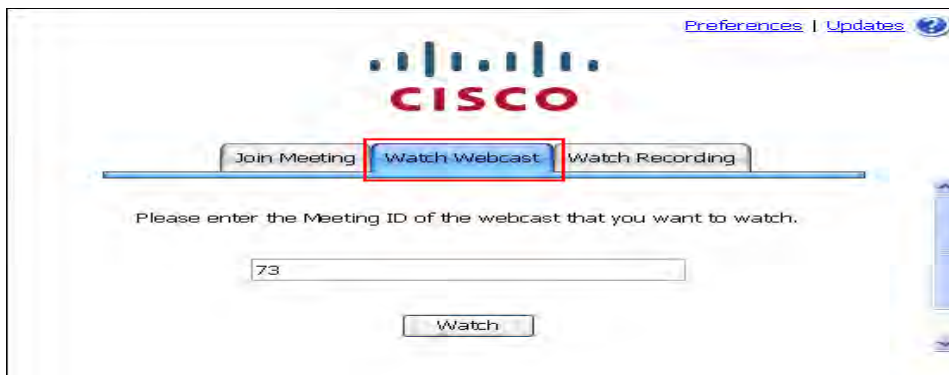 Preferences | Updates
CISCO
Join Meeting Watch Webcast Watch Recording
Please enter the Meeting ID of the webcast that you want to watch.
73
Watch